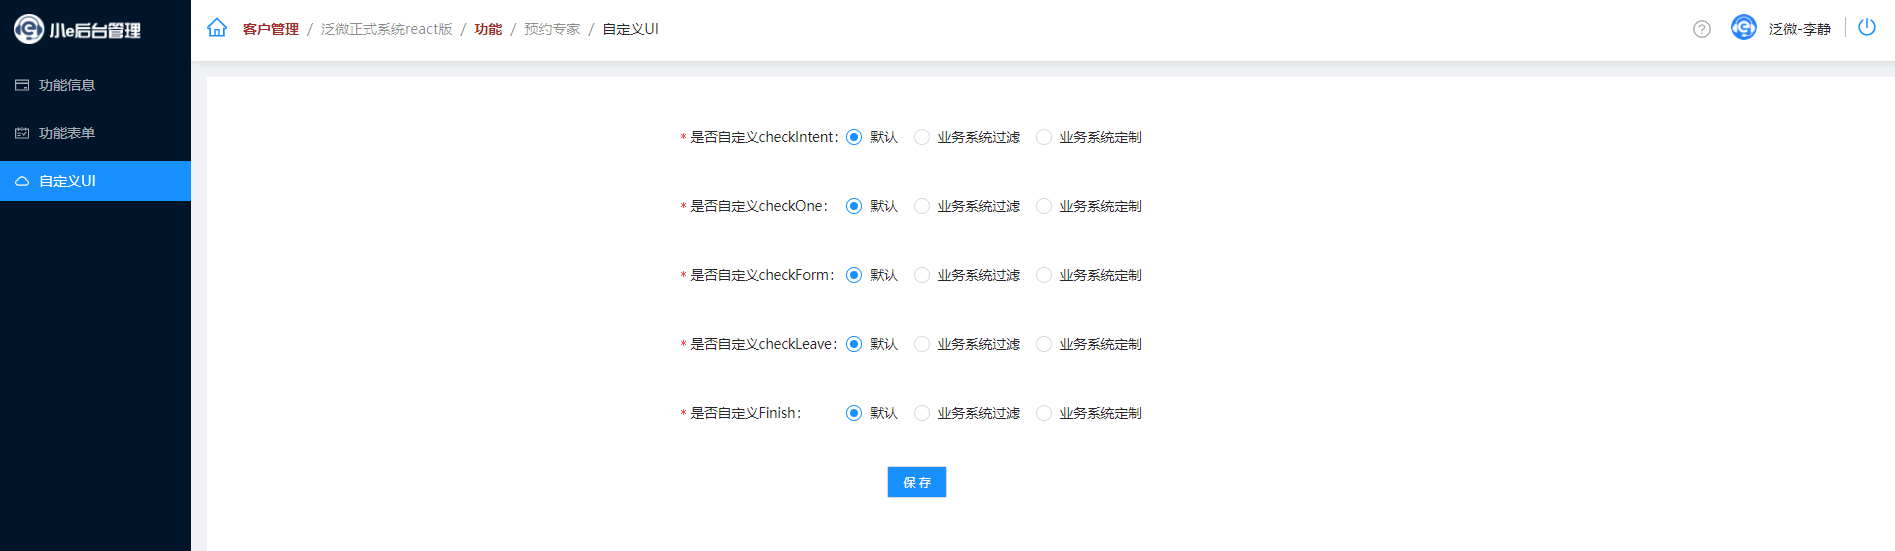 小e后台管理
功能信息
功能表单
自定义UI
客户管理 / 泛微正式系统react版 / 功能 / 预约专家 / 自定义UI
泛微-李静
* 是否自定义checkIntent： 默认 业务系统过滤 业务系统定制
* 是否自定义checkOne： 默认 业务系统过滤 业务系统定制
* 是否自定义checkForm： 默认 业务系统过滤 业务系统定制
* 是否自定义checkLeave： 默认 业务系统过滤 业务系统定制
* 是否自定义Finish： 默认 业务系统过滤 业务系统定制
保 存